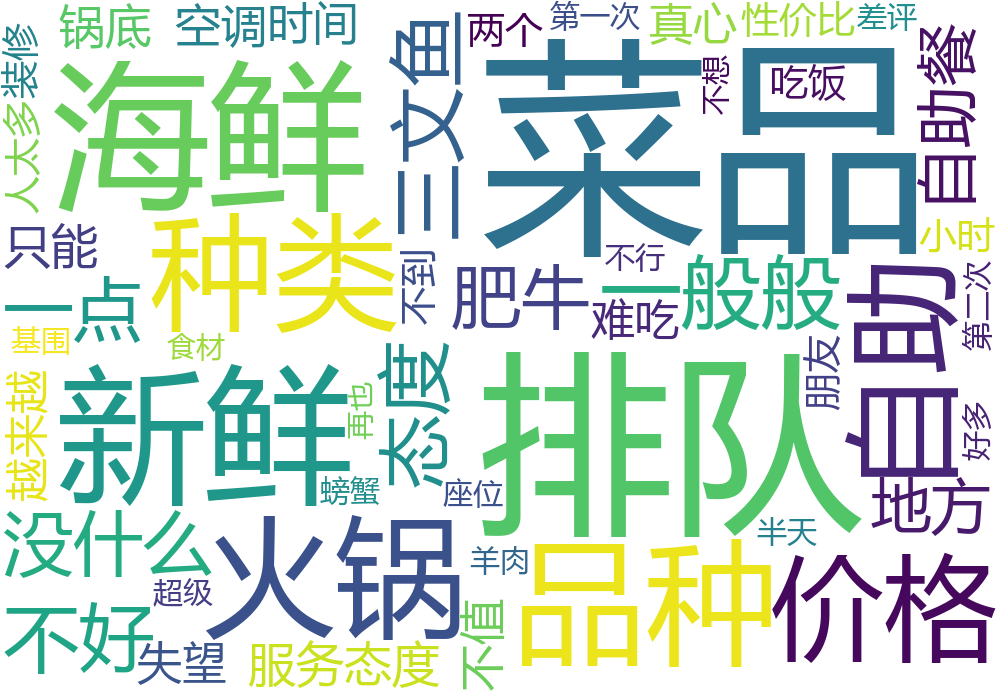 锅底
空调时间
两个
第一次
真心
性价比
差评
装修
人太多
海鲜
三文鱼
菜品
不想
吃饭
自助餐
只能
种类
不到
肥牛
不行
一般般
难吃
小时
一点
基围
食材
自助
第二次
越来越
新鲜
再也
态度
螃蟹
座位
排队
朋友
好多
地方
没什么
超级
火锅
羊肉
品种
半天
价格
不好
失望
服务态度
不值